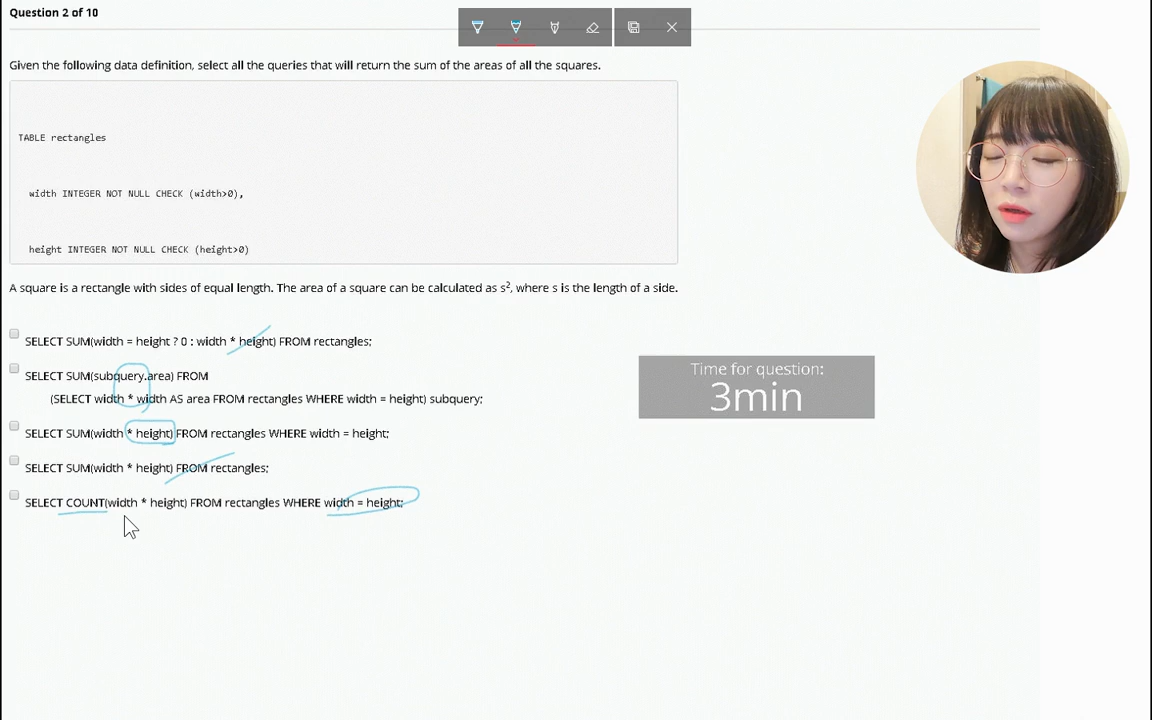 Question 2 of 10
Given the following data definition, select all the queries that will return the sum of the areas of all the squares.
TABLE rectangles
width INTEGER NOT NULL CHECK (width>0),
height INTEGER NOT NULL CHECK (height>0)
A square is a rectangle with sides of equal length. The area of a square can be calculated as s², where s is the length of a side.
SELECT SUM(width = height ? 0 : width * height) FROM rectangles;
SELECT SUM(subquery.area) FROM
(SELECT width * width AS area FROM rectangles WHERE width = height) subquery;
SELECT SUM(width * height) FROM rectangles WHERE width = height;
SELECT SUM(width * height) FROM rectangles;
SELECT COUNT(width * height) FROM rectangles WHERE width = height;
Time for question:
3min